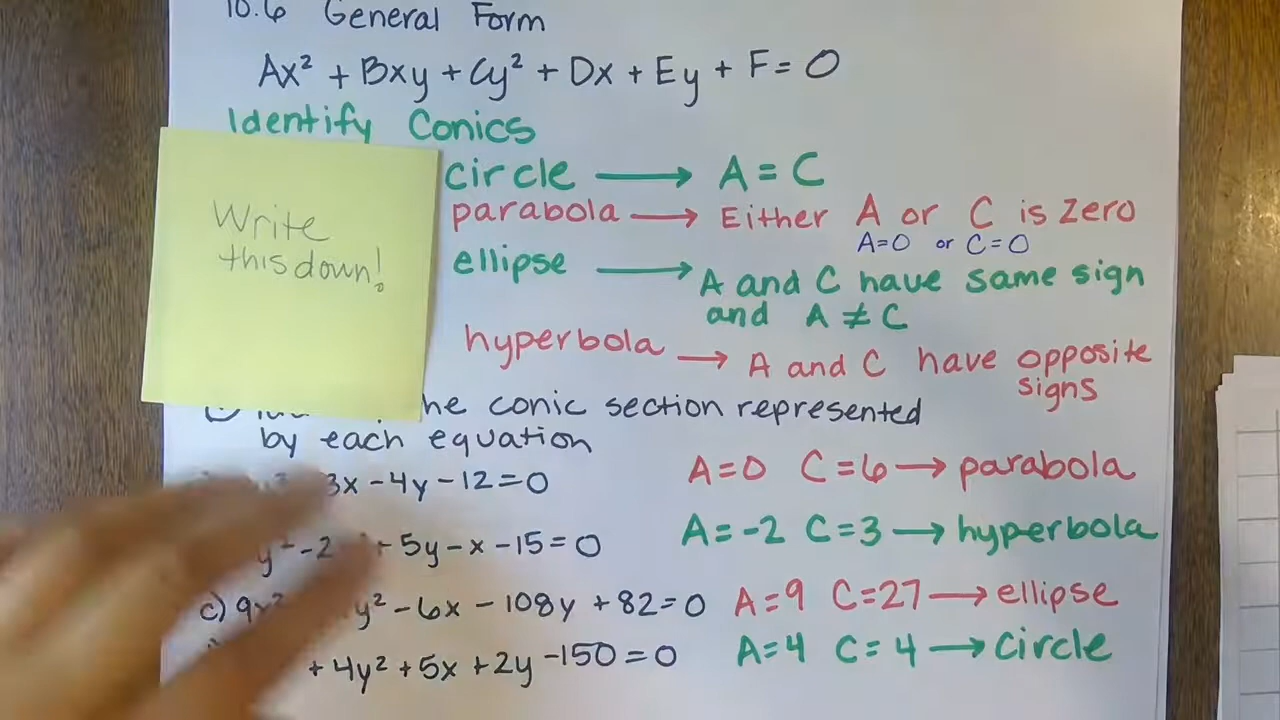 10.6 General Form
Ax² + Bxy + Cy² + Dx + Ey + F = 0
Identify Conics
Write
this down!
circle → A = C
parabola → Either A or C is zero
A=0 or C=0
ellipse → A and C have same sign
and A ≠ C
hyperbola → A and C have opposite
signs
the conic section represented
by each equation
3x - 4y - 12 = 0 A=0 C=6 → parabola
+ 5y - x - 15 = 0 A=-2 C=3 → hyperbola
c) 9x² y² - 6x - 108y + 82 = 0 A=9 C=27 → ellipse
+ 4y² + 5x + 2y - 150 = 0 A=4 C=4 → circle